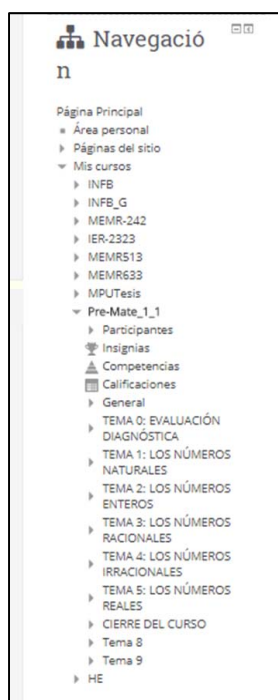 Navegació
n
Página Principal
Área personal
Páginas del sitio
Mis cursos
INFB
INFB_G
MEMR-242
IER-2323
MEMR513
MEMR633
MPUTesis
Pre-Mate_1_1
Participantes
Insignias
Competencias
Calificaciones
General
TEMA 0: EVALUACIÓN
DIAGNÓSTICA
TEMA 1: LOS NÚMEROS
NATURALES
TEMA 2: LOS NÚMEROS
ENTEROS
TEMA 3: LOS NÚMEROS
RACIONALES
TEMA 4: LOS NÚMEROS
IRRACIONALES
TEMA 5: LOS NÚMEROS
REALES
CIERRE DEL CURSO
Tema 8
Tema 9
HE